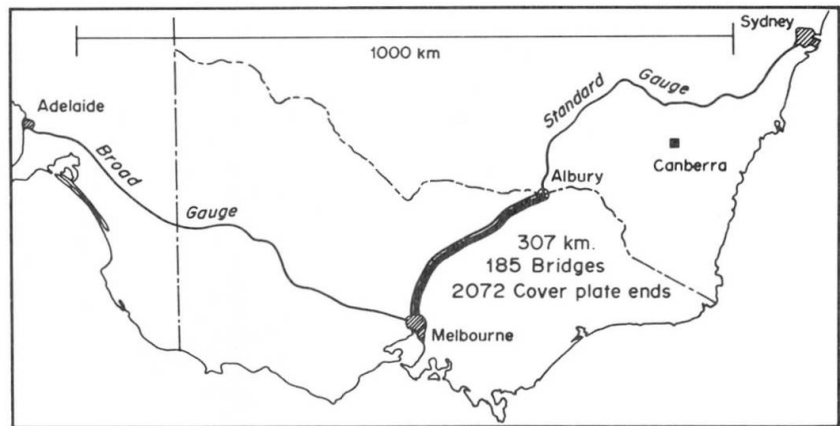 Sydney
1000 km
Standard Gauge
Adelaide
Canberra
Albury
Broad Gauge
307 km.
185 Bridges
2072 Cover plate ends
Melbourne